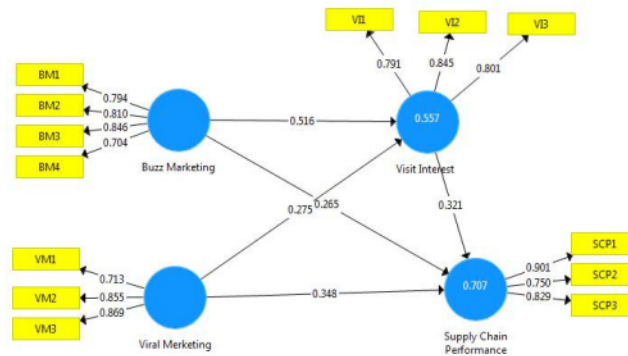 VI1
VI2
VI3
0.791
0.845
0.801
BM1
BM2
BM3
BM4
0.794
0.810
0.846
0.704
Buzz Marketing
0.516
0.557
Visit Interest
0.275
0.265
0.321
VM1
VM2
VM3
0.713
0.855
0.869
Viral Merketing
0.348
0.707
Supply Chain
Performance
0.901
0.750
0.829
SCP1
SCP2
SCP3